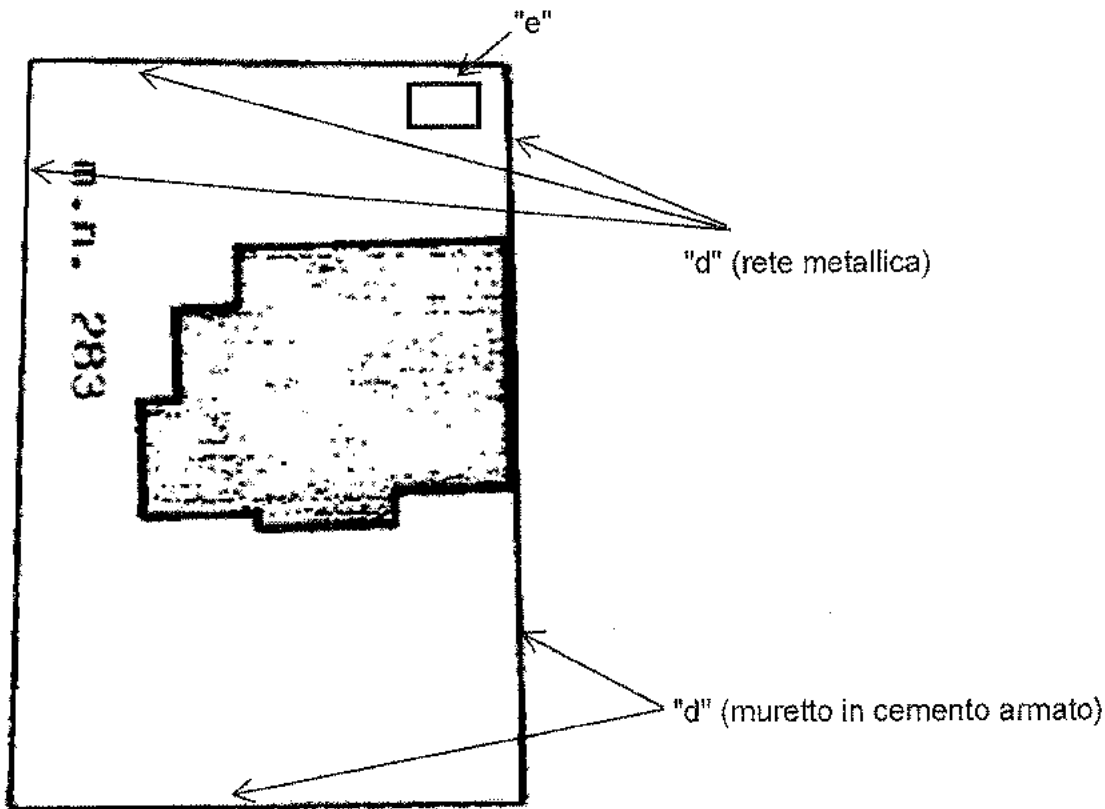 "e"
m.n. 283
"d" (rete metallica)
"d" (muretto in cemento armato)